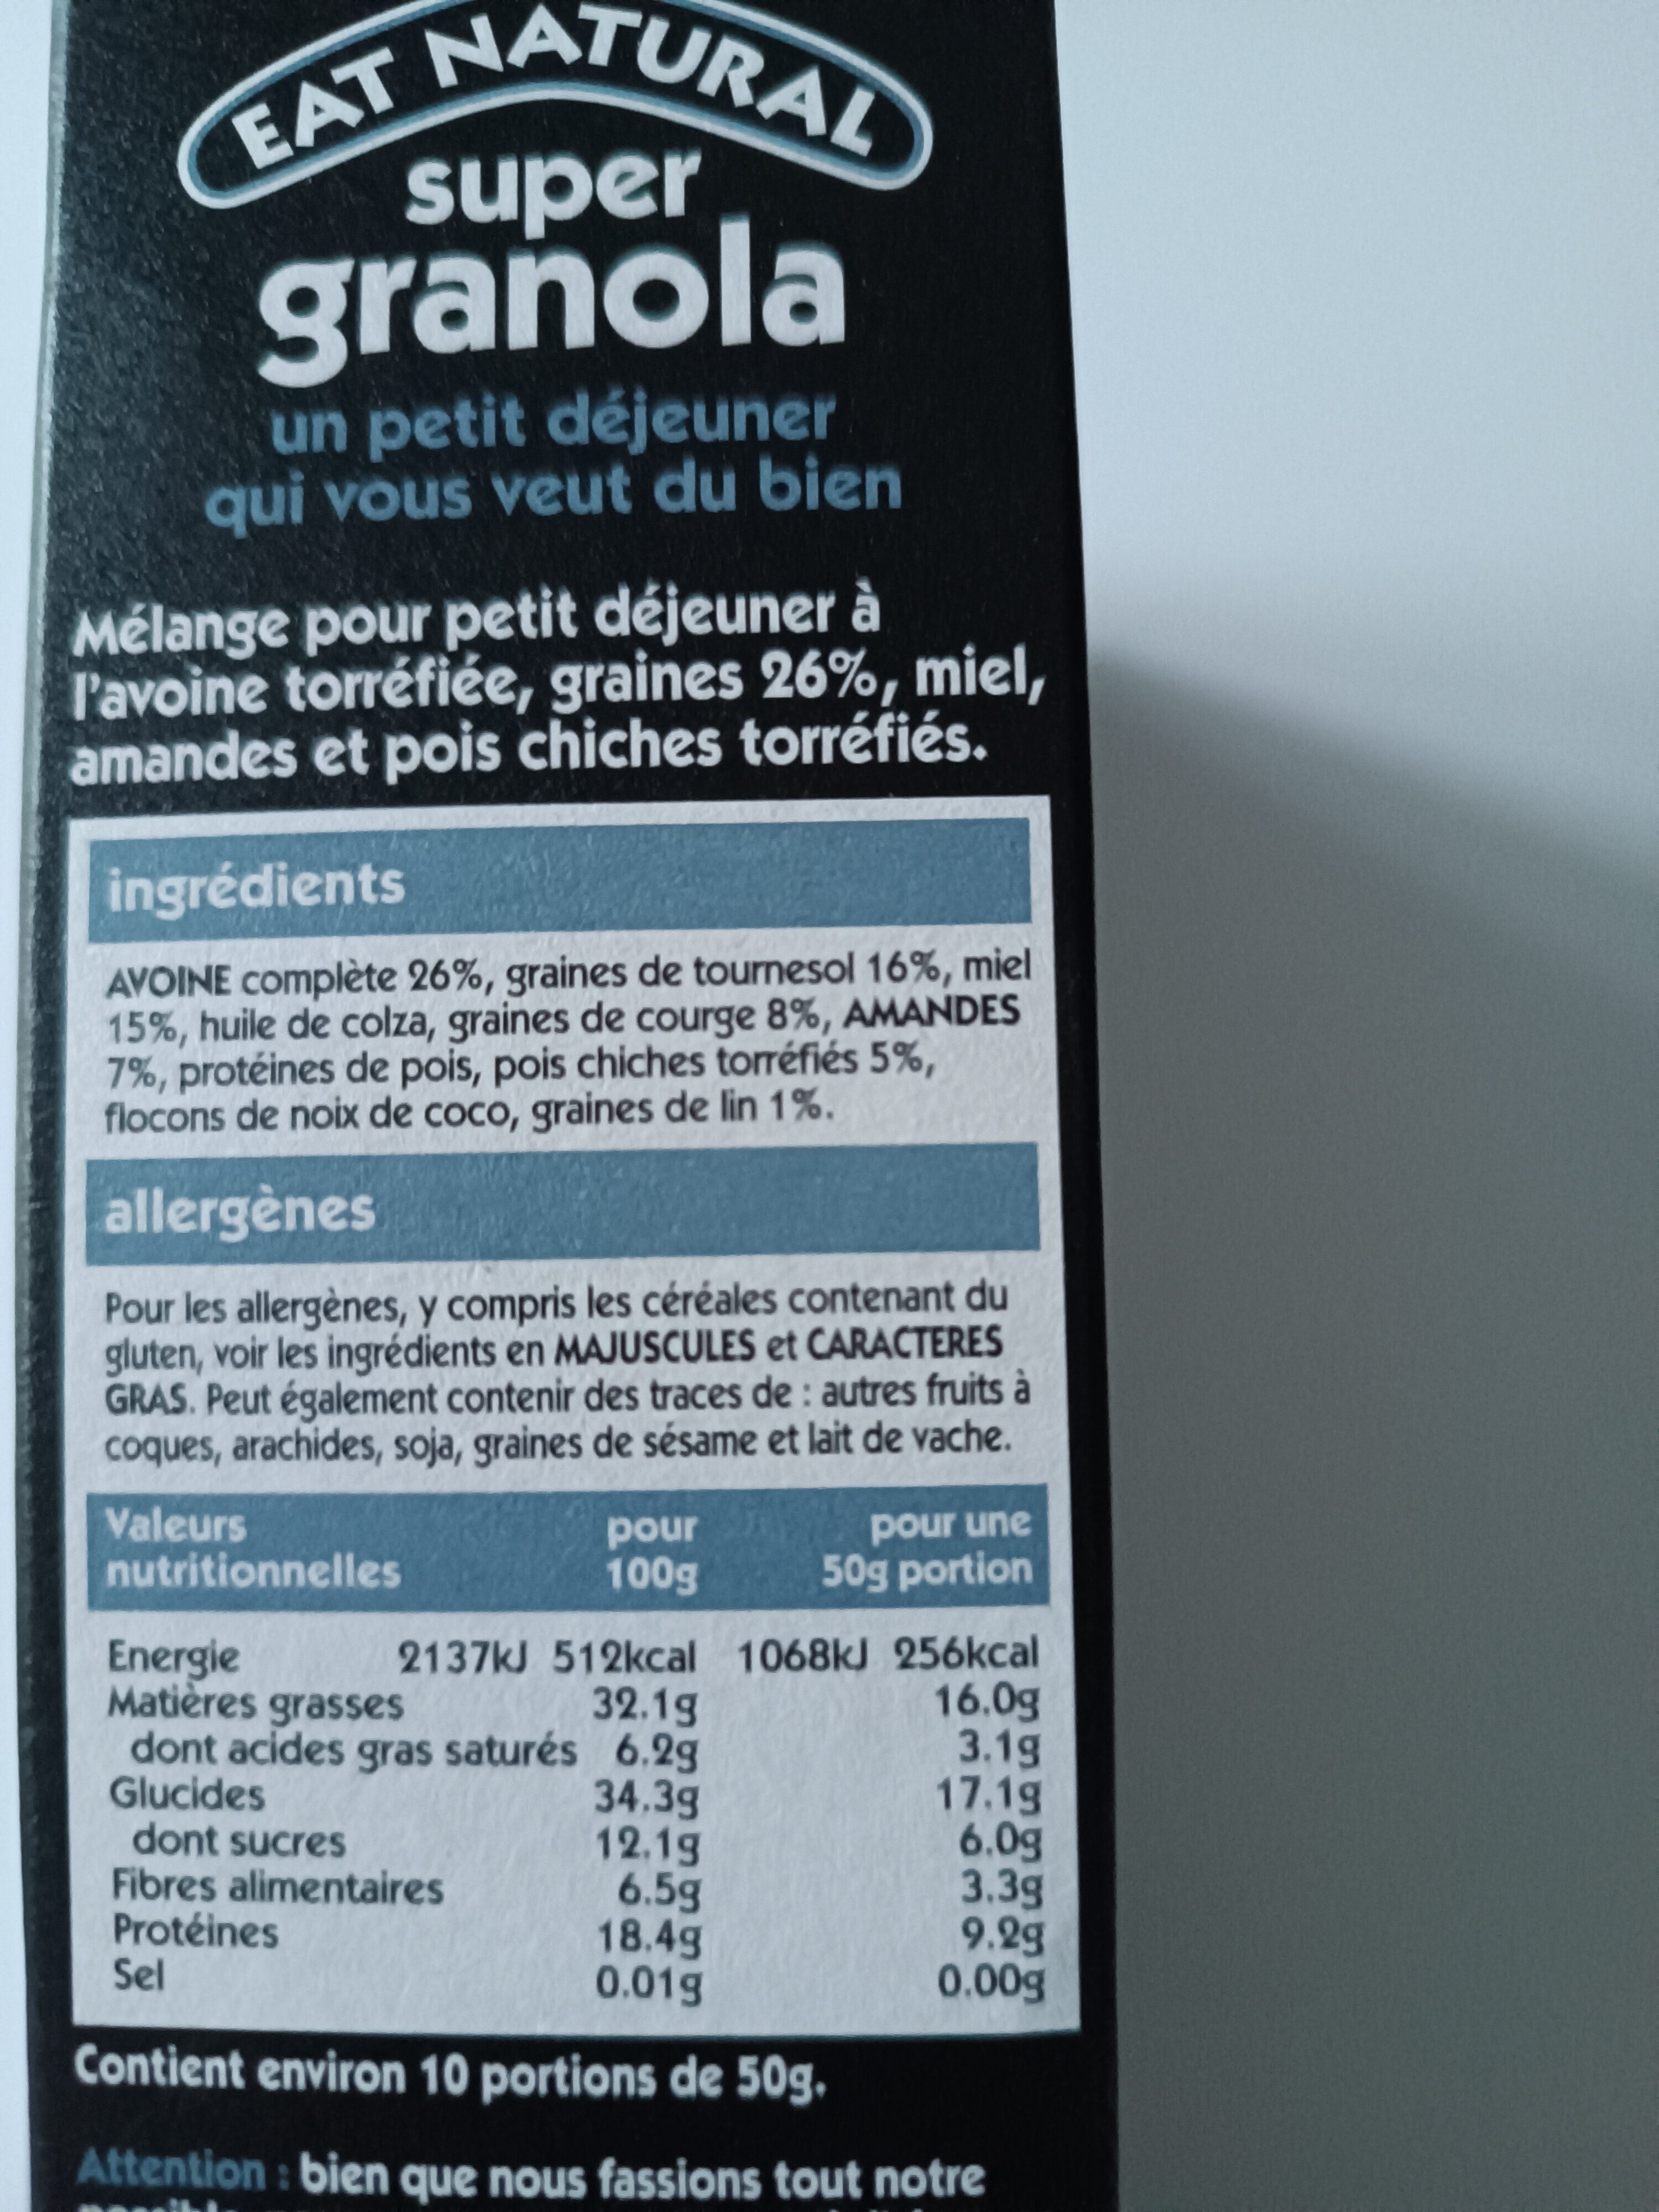 EAT NATURAL
super
granola
un petit déjeuner
qui vous veut du bien
Mélange pour petit déjeuner à
l'avoine torréfiée, graines 26%, miel,
amandes et pois chiches torréfiés.
ingrédients
AVOINE complète 26%, graines de tournesol 16%, miel
15%, huile de colza, graines de courge 8%, AMANDES
7%, protéines de pois, pois chiches torréfiés 5%,
flocons de noix de coco, graines de lin 1%.
allergènes
Pour les allergènes, y compris les céréales contenant du
gluten, voir les ingrédients en MAJUSCULES et CARACTERES
GRAS. Peut également contenir des traces de : autres fruits à
coques, arachides, soja, graines de sésame et lait de vache.
Valeurs pour pour une
nutritionnelles 100g 50g portion
Energie 2137kJ 512kcal 1068kJ 256kcal
Matières grasses 32.1g 16.0g
dont acides gras saturés 6.2g 3.1g
Glucides 34.3g 17.1g
dont sucres 12.1g 6.0g
Fibres alimentaires 6.5g 3.3g
Protéines 18.4g 9.2g
Sel 0.01g 0.00g
Contient environ 10 portions de 50g.
Attention : bien que nous fassions tout notre